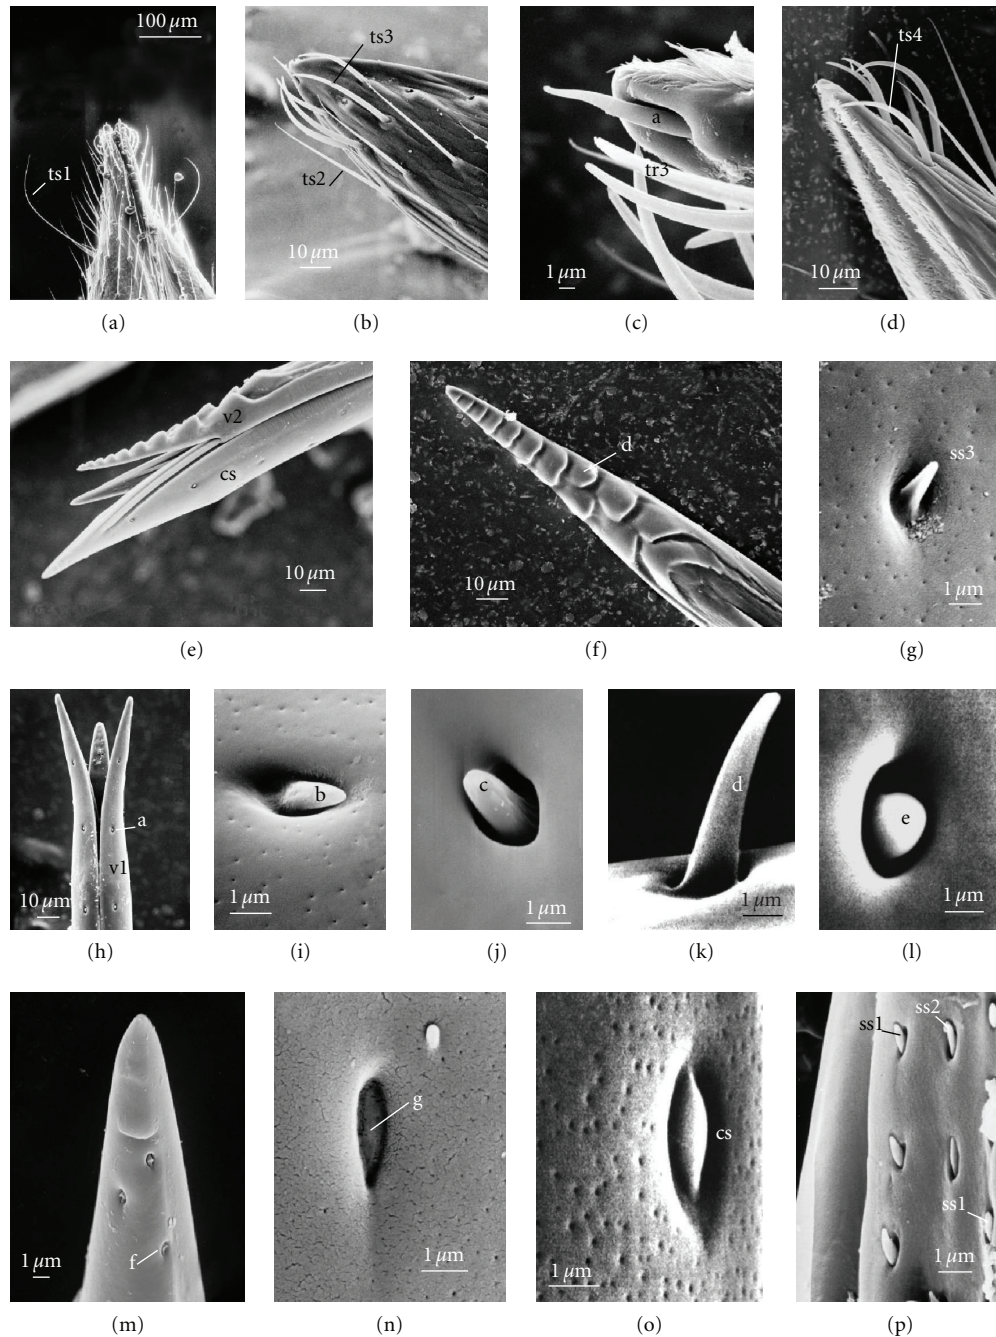 100 µm
ts1
(a)
ts3
ts2
10 µm
(b)
a
tr3
1 µm
(c)
ts4
10 µm
(d)
v2
cs
10 µm
(e)
d
10 µm
(f)
ss3
1 µm
(g)
a
v1
10 µm
(h)
b
1 µm
(i)
c
1 µm
(j)
d
1 µm
(k)
e
1 µm
(l)
f
1 µm
(m)
g
1 µm
(n)
cs
1 µm
(o)
ss2
ss1
ss1
1 µm
(p)